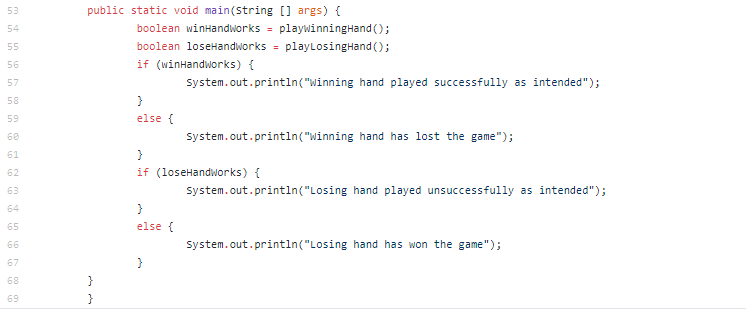 53 public static void main(String [] args) {
54 boolean winHandWorks = playWinningHand();
55 boolean loseHandWorks = playLosingHand();
56 if (winHandWorks) {
57 System.out.println("Winning hand played successfully as intended");
58 }
59 else {
60 System.out.println("Winning hand has lost the game");
61 }
62 if (loseHandWorks) {
63 System.out.println("Losing hand played unsuccessfully as intended");
64 }
65 else {
66 System.out.println("Losing hand has won the game");
67 }
68 }
69 }